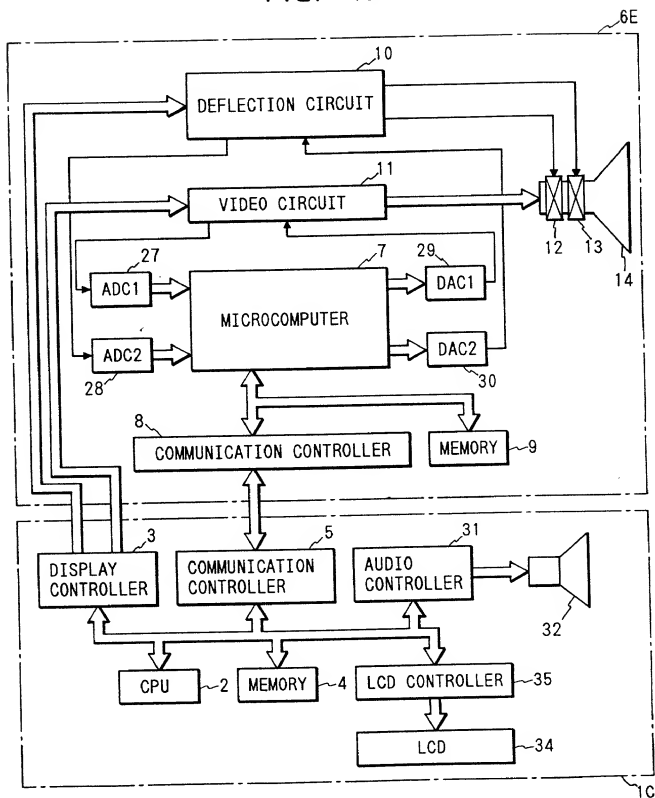 6E
10
DEFLECTION CIRCUIT
11
VIDEO CIRCUIT
12
13
14
27
ADC1
7
MICROCOMPUTER
29
DAC1
ADC2
28
DAC2
30
8
COMMUNICATION CONTROLLER
MEMORY
9
3
DISPLAY
CONTROLLER
5
COMMUNICATION
CONTROLLER
31
AUDIO
CONTROLLER
32
CPU
2
MEMORY
4
LCD CONTROLLER
35
LCD
34
1C